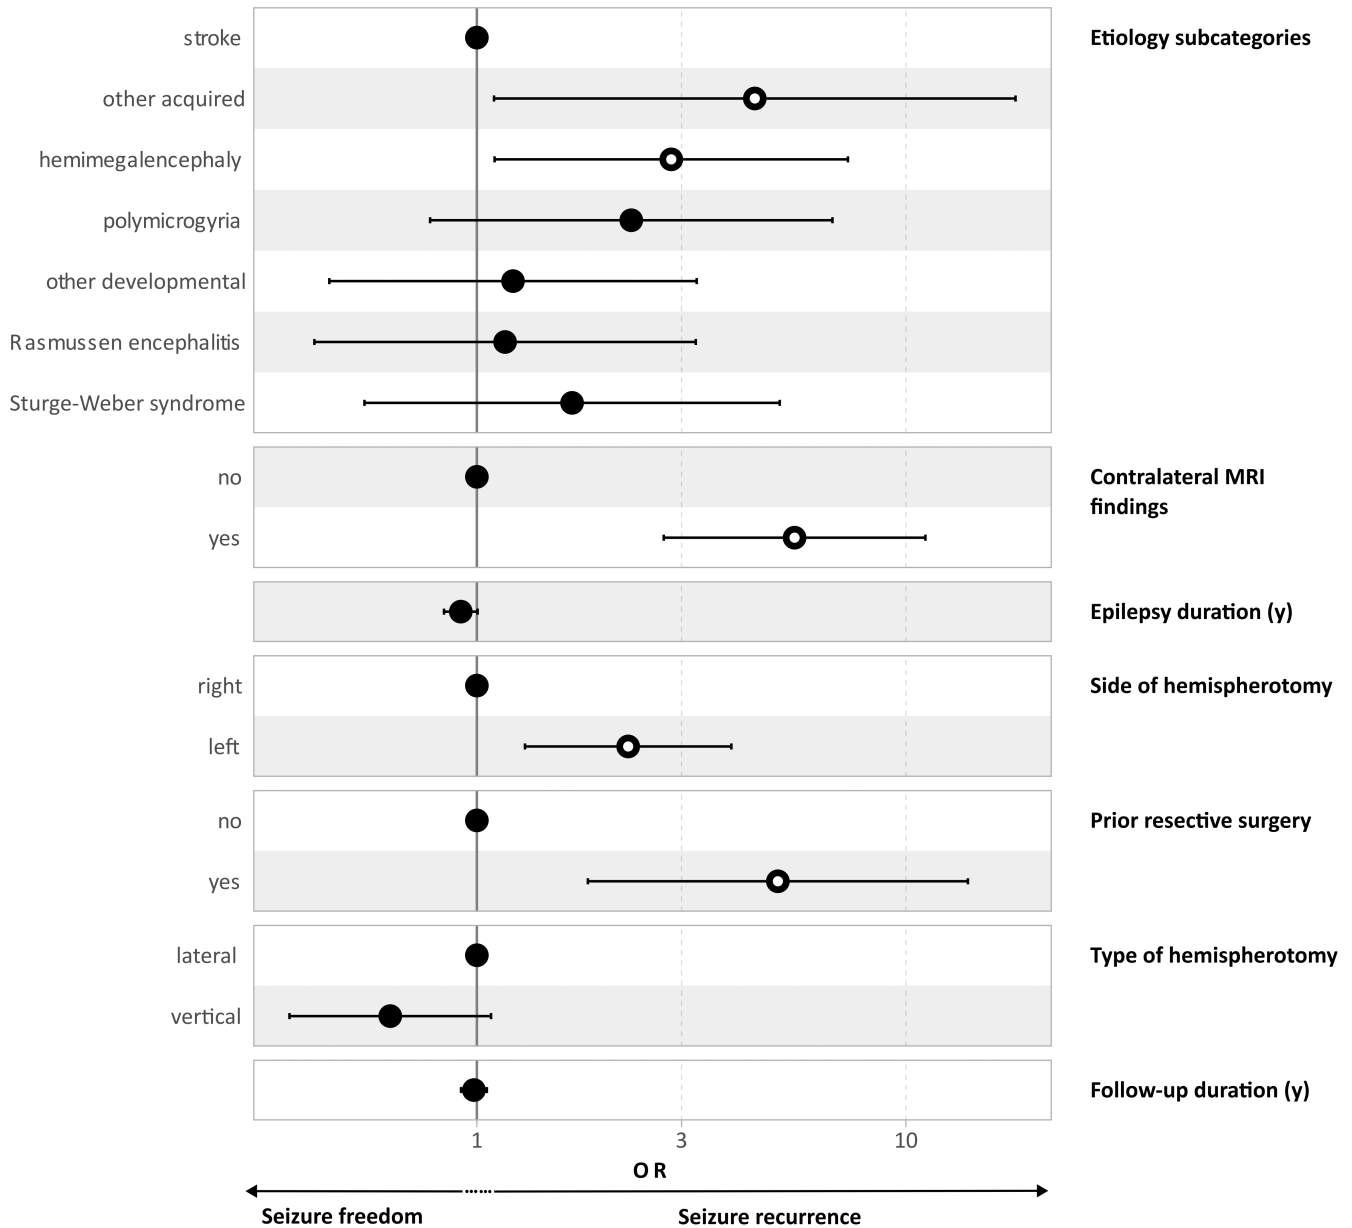 stroke Etiology subcategories
other acquired
hemimegalencephaly
polymicrogyria
other developmental
Rasmussen encephalitis
Sturge-Weber syndrome
no Contralateral MRI
findings
yes
Epilepsy duration (y)
right Side of hemispherotomy
left
no Prior resective surgery
yes
lateral Type of hemispherotomy
vertical
Follow-up duration (y)
1 3 10
OR
Seizure freedom Seizure recurrence